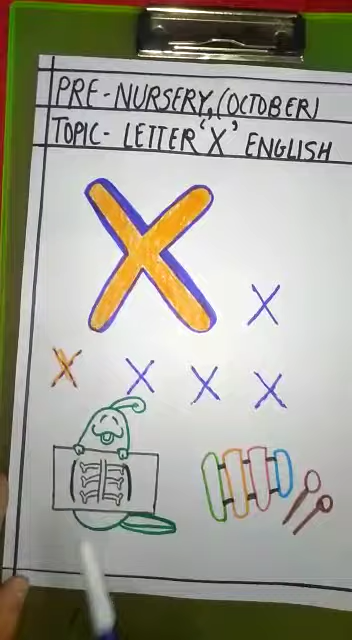 PRE-NURSERY,(OCTOBER)
TOPIC- LETTER 'X' ENGLISH
X
X
X X X X